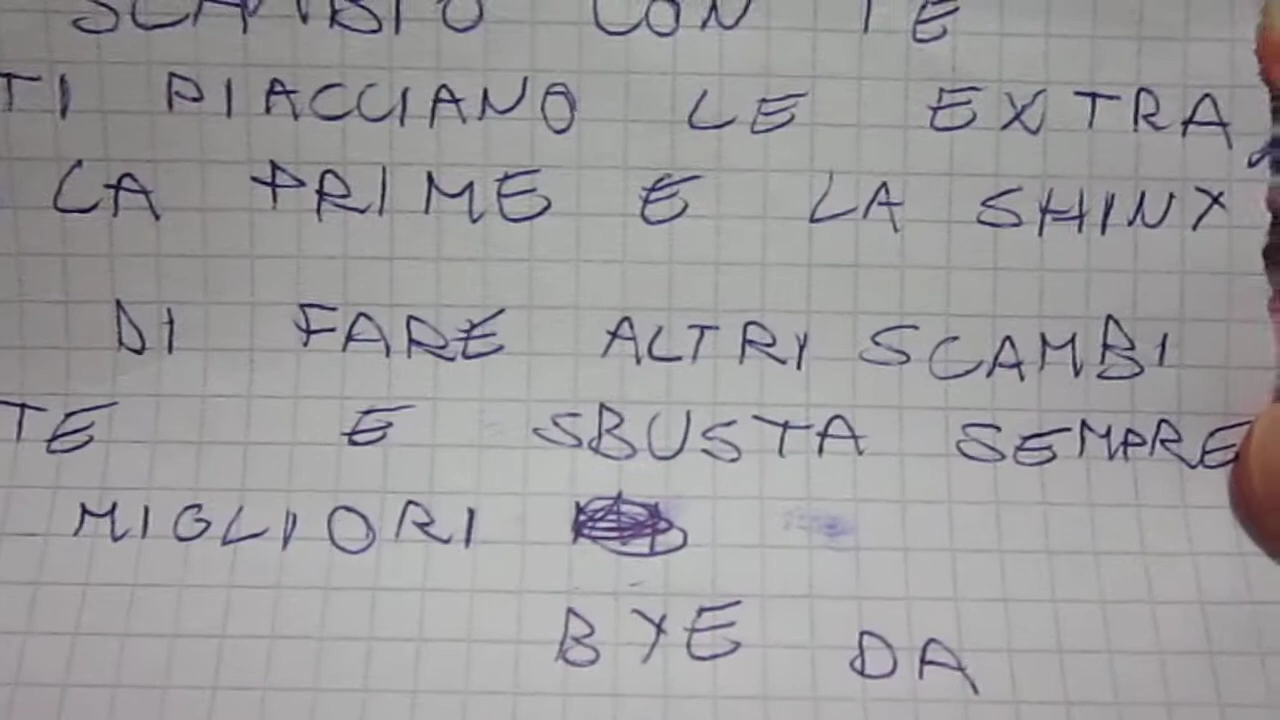 SCAMBIO CON TE
TI PIACCIANO LE EXTRA,
LA PRIME E LA SHINY
DI FARE ALTRI SCAMBI
TE E SBUSTA SEMPRE
MIGLIORI
BYE DA